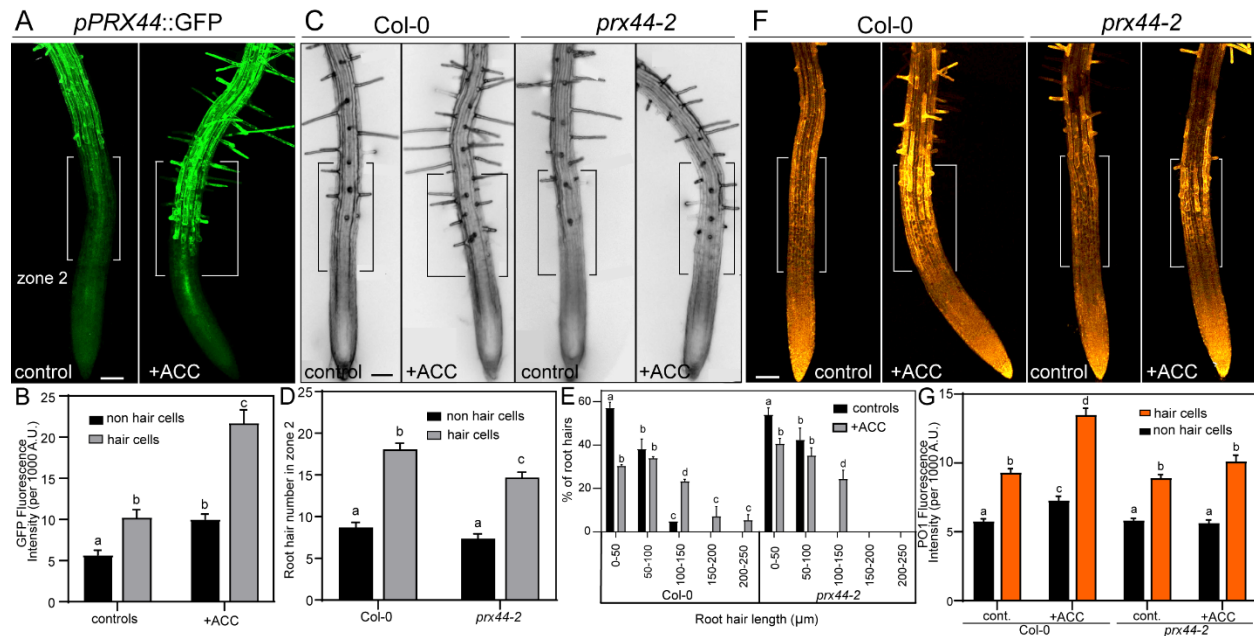 A
pPRX44::GFP
zone 2
control
+ACC
C
Col-0
prx44-2
control
+ACC
control
+ACC
F
Col-0
prx44-2
control
+ACC
control
+ACC
B
GFP Fluorescence
Intensity (per 1000 A.U.)
25
20
15
10
5
0
non hair cells
hair cells
a
b
b
c
controls
+ACC
D
Root hair number in zone 2
25
20
15
10
5
0
non hair cells
hair cells
a
b
a
c
Col-0
prx44-2
E
% of root hairs
60
40
20
0
controls
+ACC
a
b
b
b
c
d
c
c
a
b
b
b
d
0-50
50-100
100-150
150-200
200-250
0-50
50-100
100-150
150-200
200-250
Col-0
prx44-2
Root hair length (µm)
G
PO1 Fluorescence
Intensity (per 1000 A.U.)
15
10
5
0
hair cells
non hair cells
a
b
c
d
a
b
a
b
cont.
+ACC
cont.
+ACC
Col-0
prx44-2